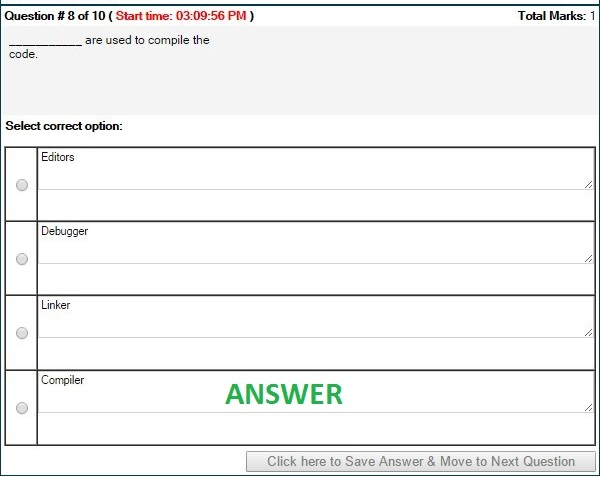 Question # 8 of 10 ( Start time: 03:09:56 PM ) Total Marks: 1
___________ are used to compile the
code.
Select correct option:
Editors
Debugger
Linker
Compiler
ANSWER
Click here to Save Answer & Move to Next Question